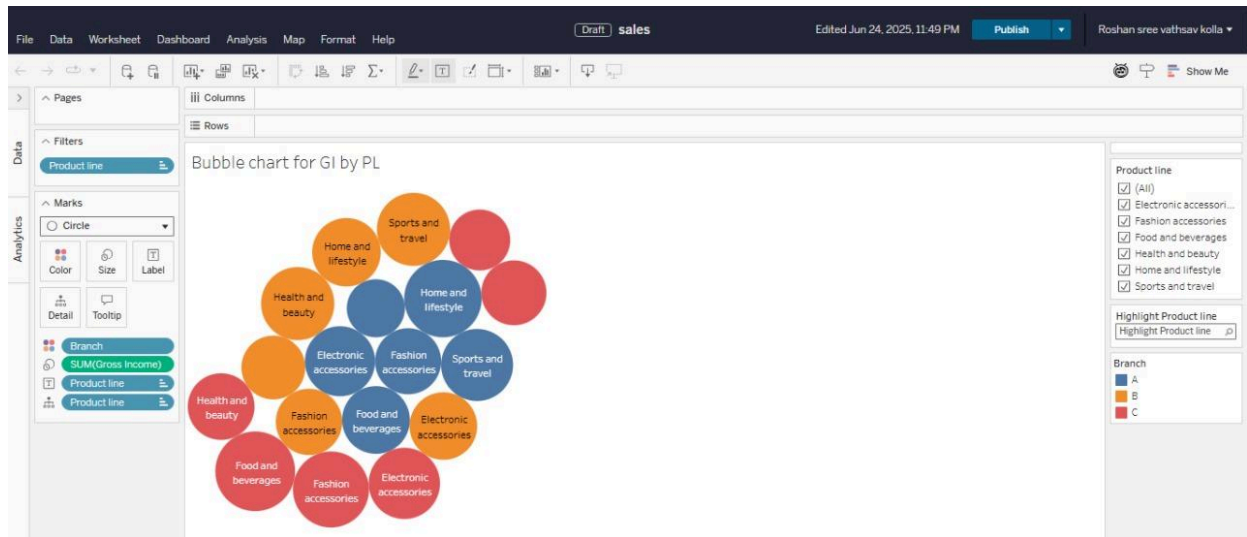 Draft sales
Edited Jun 24, 2025, 11:49 PM
Publish
Roshan sree vathsav kolla
File Data Worksheet Dashboard Analysis Map Format Help
Show Me
Data
Analytics
Pages
Filters
Product line
Marks
Circle
Color Size Label
Detail Tooltip
Branch
SUM(Gross Income)
Product line
Product line
iii Columns
Rows
Bubble chart for GI by PL
Sports and
travel
Home and
lifestyle
Health and
beauty
Home and
lifestyle
Electronic
accessories
Fashion
accessories
Sports and
travel
Health and
beauty
Fashion
accessories
Food and
beverages
Electronic
accessories
Food and
beverages
Fashion
accessories
Electronic
accessories
Product line
(All)
Electronic accessori...
Fashion accessories
Food and beverages
Health and beauty
Home and lifestyle
Sports and travel
Highlight Product line
Highlight Product line
Branch
A
B
C